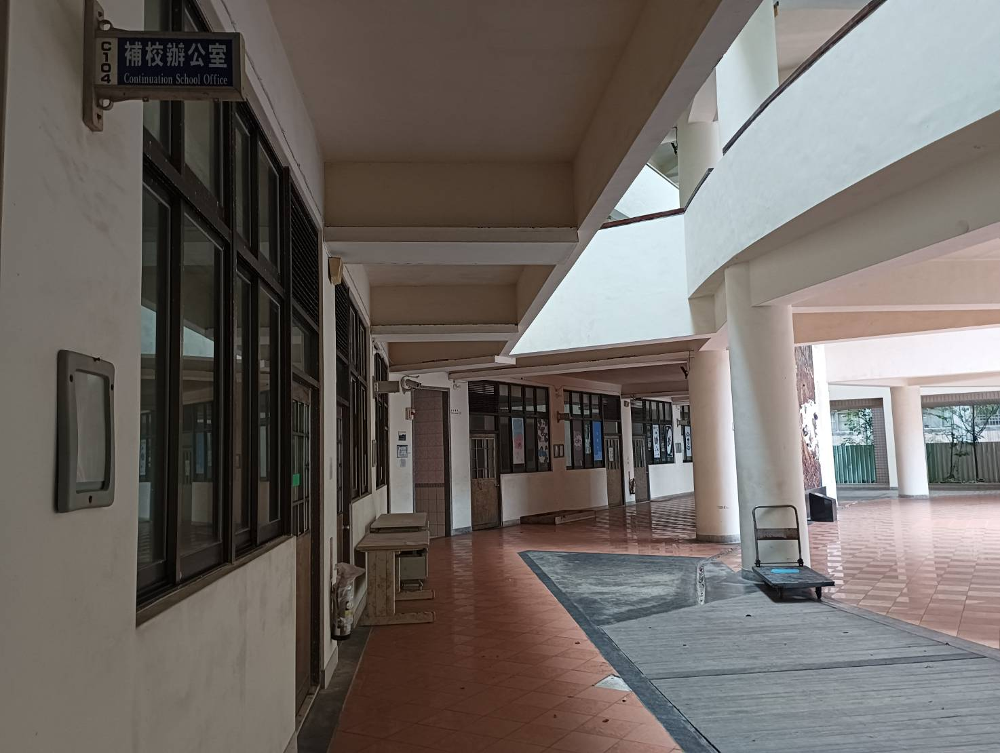 C104
補校辦公室
Continuation School Office